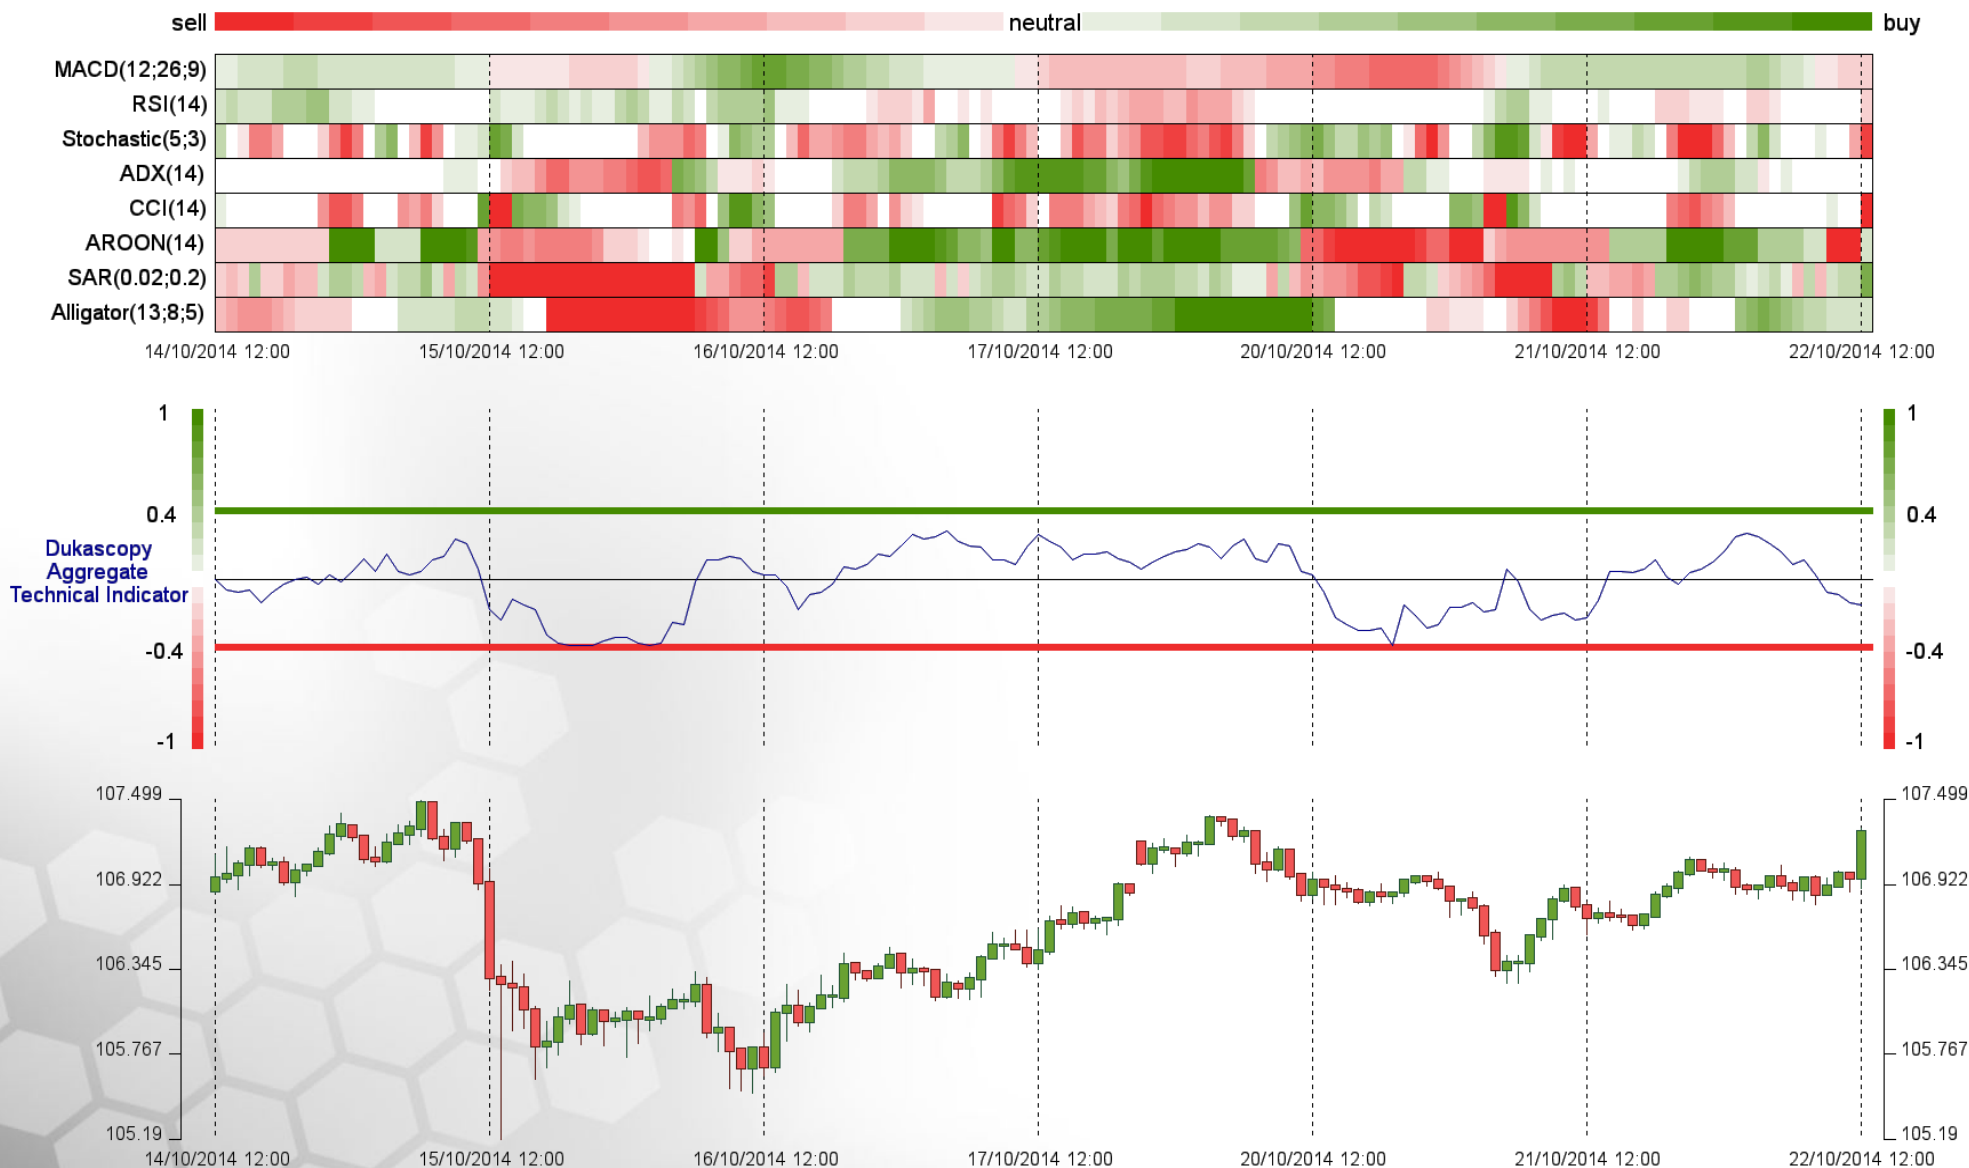 sell neutral buy
MACD(12;26;9)
RSI(14)
Stochastic(5;3)
ADX(14)
CCI(14)
AROON(14)
SAR(0.02;0.2)
Alligator(13;8;5)
14/10/2014 12:00 15/10/2014 12:00 16/10/2014 12:00 17/10/2014 12:00 20/10/2014 12:00 21/10/2014 12:00 22/10/2014 12:00
1 1
0.4 0.4
Dukascopy
Aggregate
Technical Indicator
-0.4 -0.4
-1 -1
107.499 107.499
106.922 106.922
106.345 106.345
105.767 105.767
105.19 105.19
14/10/2014 12:00 15/10/2014 12:00 16/10/2014 12:00 17/10/2014 12:00 20/10/2014 12:00 21/10/2014 12:00 22/10/2014 12:00